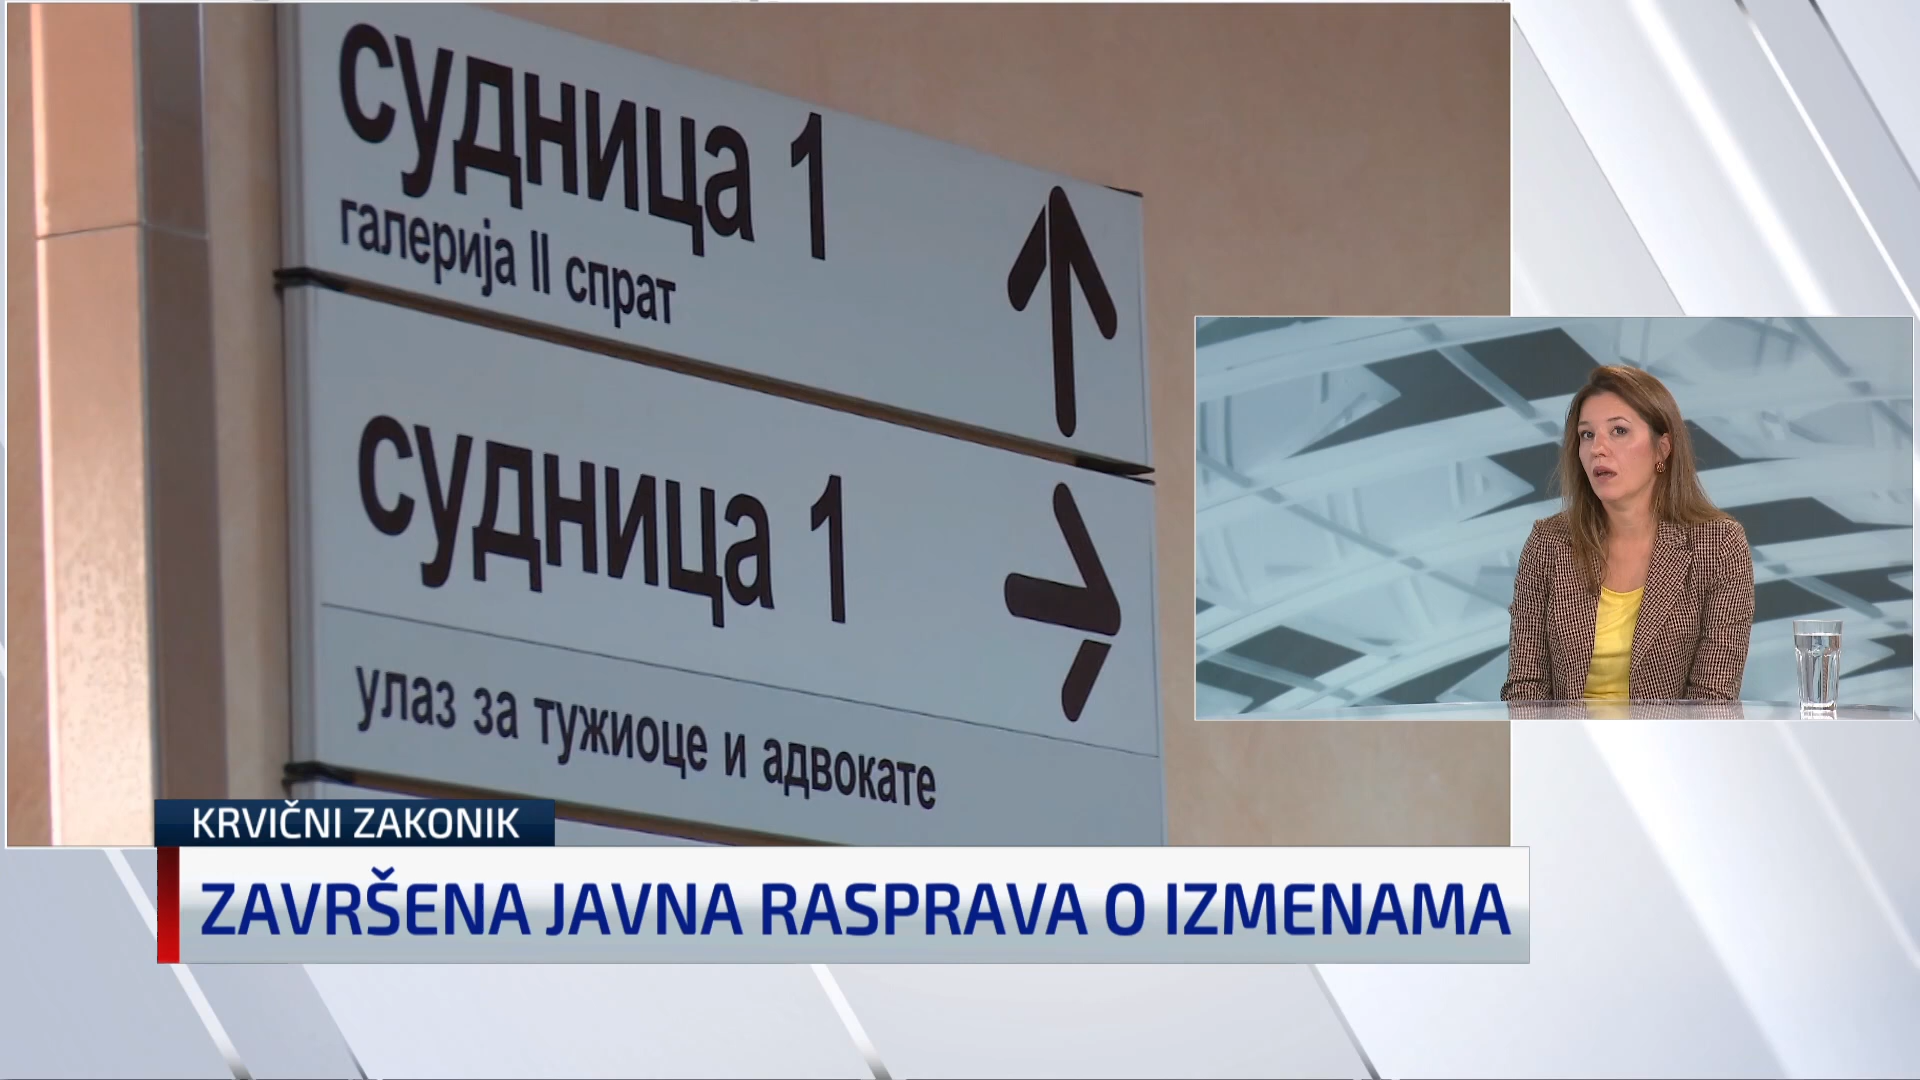 судница 1
галерија II спрат
судница 1
улаз за тужиоце и адвокате
KRVIČNI ZAKONIK
ZAVRŠENA JAVNA RASPRAVA O IZMENAMA